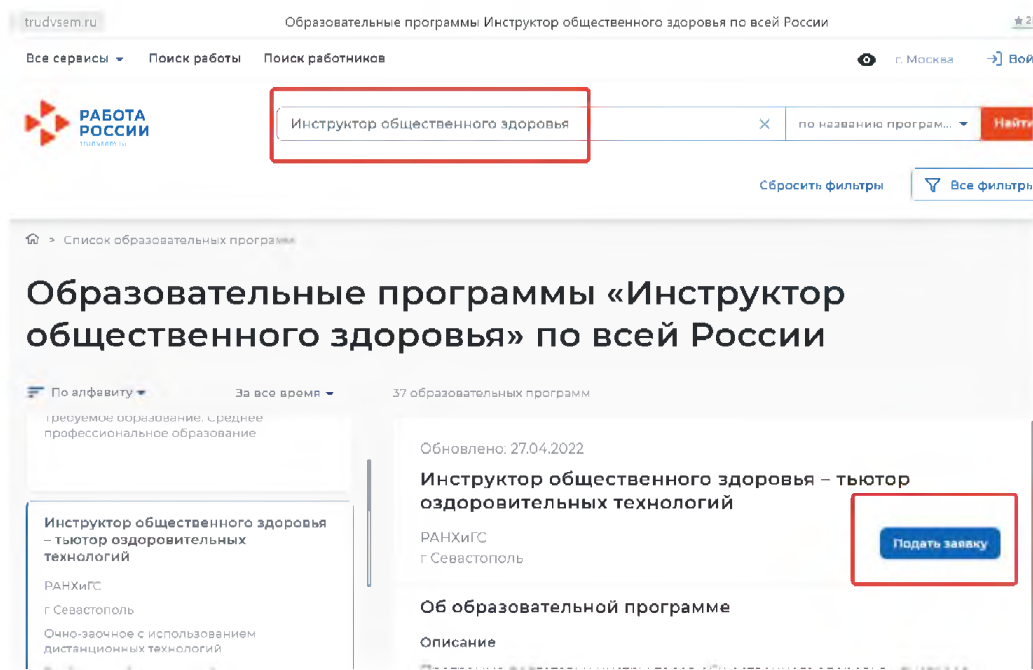 trudvsem.ru
Образовательные программы Инструктор общественного здоровья по всей России
Все сервисы
Поиск работы
Поиск работников
г. Москва
РАБОТА
РОССИИ
trudvsem.ru
Инструктор общественного здоровья
по названию програм...
Найти
Сбросить фильтры
Все фильтры
> Список образовательных программ
Образовательные программы «Инструктор
общественного здоровья» по всей России
По алфавиту
За все время
37 образовательных программ
Требуемое образование: Среднее
профессиональное образование
Инструктор общественного здоровья
– тьютор оздоровительных
технологий
РАНХиГС
г Севастополь
Очно-заочное с использованием
дистанционных технологий
Обновлено: 27.04.2022
Инструктор общественного здоровья – тьютор
оздоровительных технологий
РАНХиГС
г Севастополь
Подать заявку
Об образовательной программе
Описание